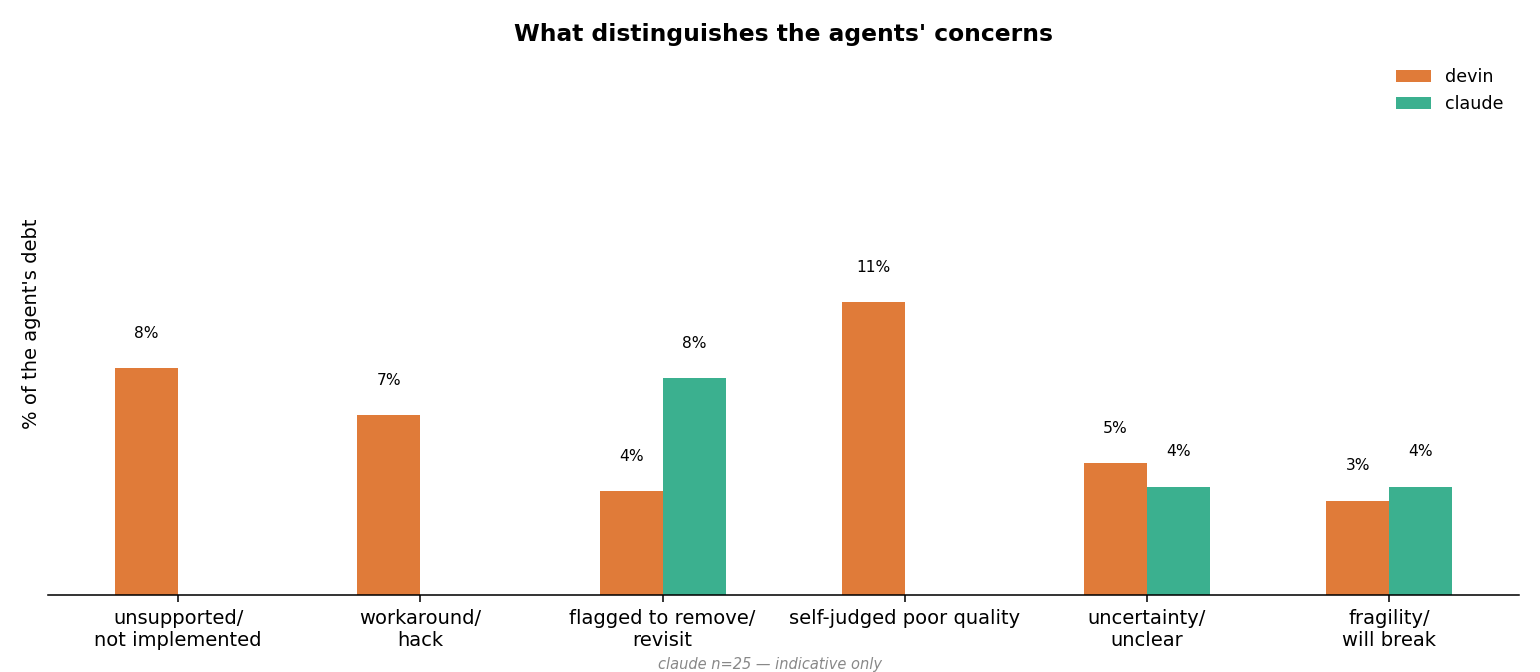 What distinguishes the agents' concerns
devin
claude
% of the agent's debt
8%
7%
4%
8%
11%
5%
4%
3%
4%
unsupported/
not implemented
workaround/
hack
flagged to remove/
revisit
self-judged poor quality
uncertainty/
unclear
fragility/
will break
claude n=25 — indicative only